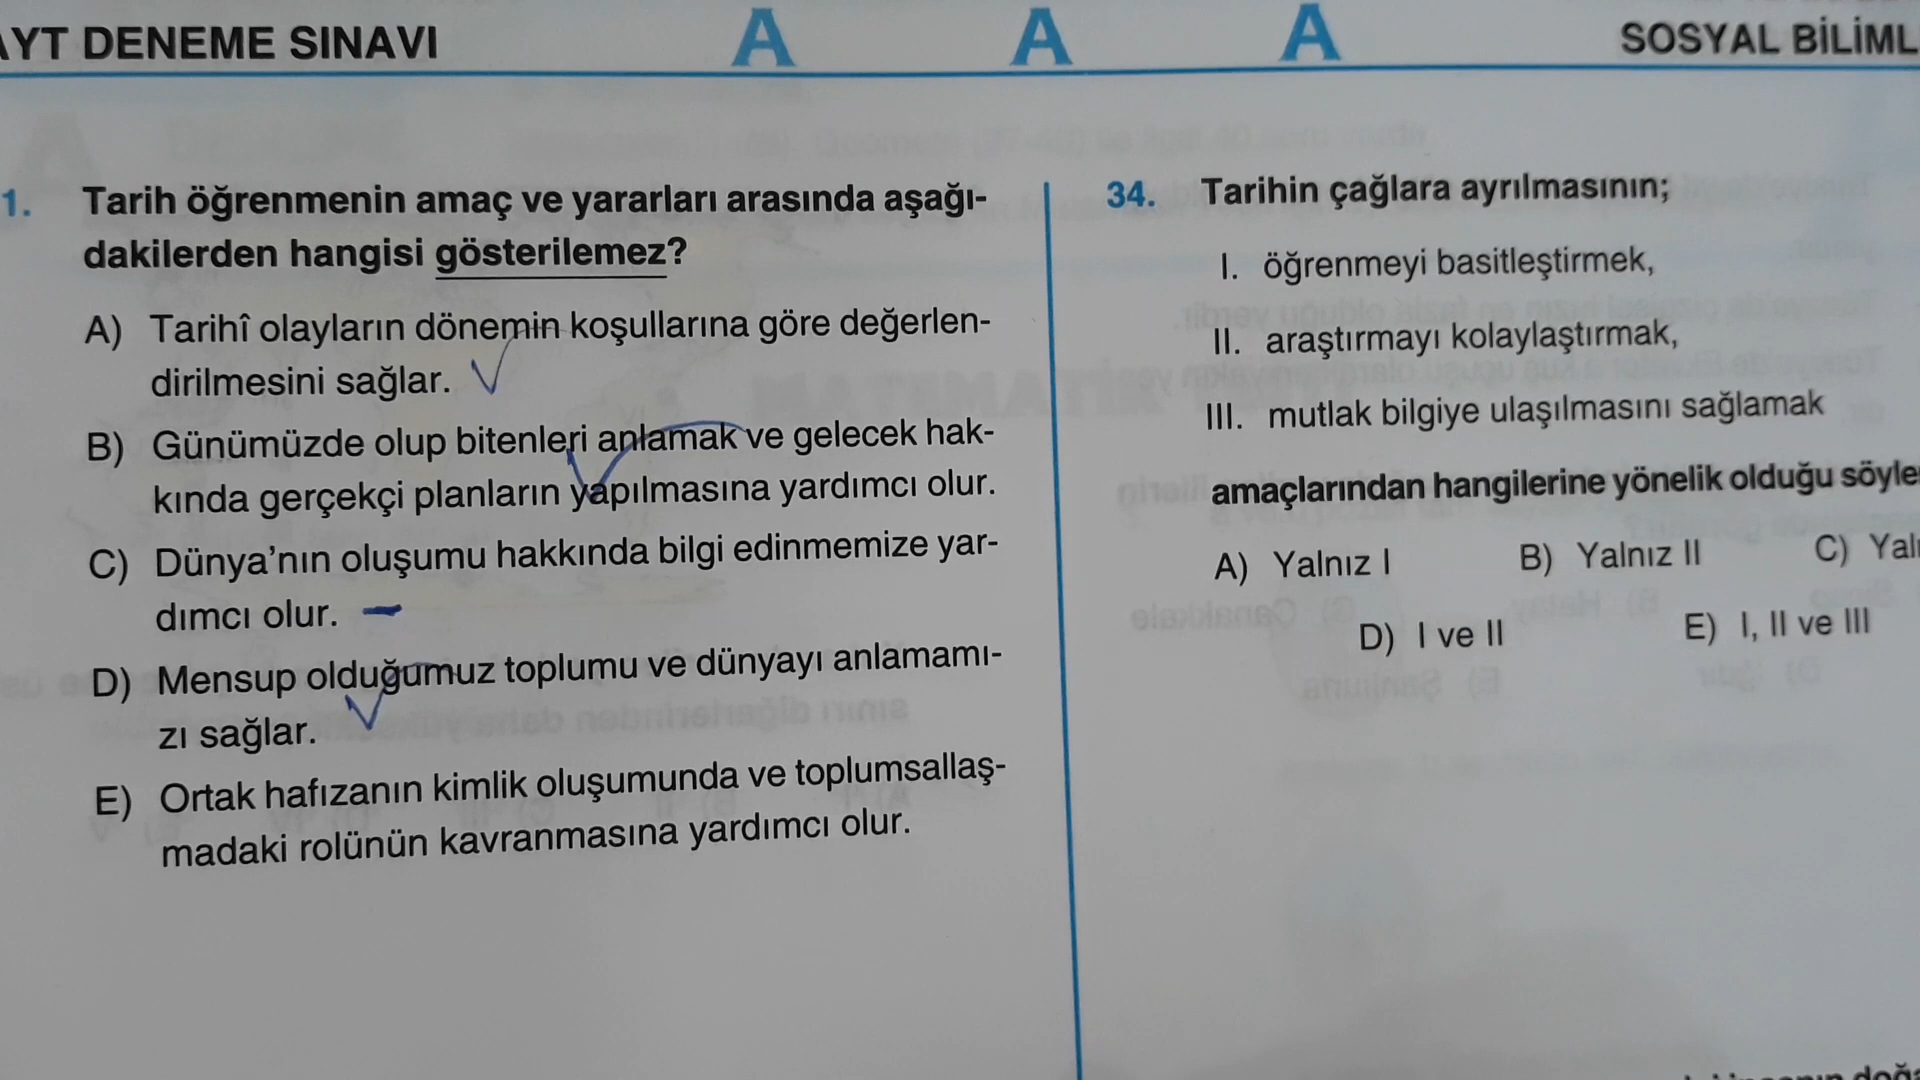 AYT DENEME SINAVI
A A A
SOSYAL BİLİML
1. Tarih öğrenmenin amaç ve yararları arasında aşağı-
dakilerden hangisi gösterilemez?
A) Tarihî olayların dönemin koşullarına göre değerlen-
dirilmesini sağlar.
B) Günümüzde olup bitenleri anlamak ve gelecek hak-
kında gerçekçi planların yapılmasına yardımcı olur.
C) Dünya'nın oluşumu hakkında bilgi edinmemize yar-
dımcı olur.
D) Mensup olduğumuz toplumu ve dünyayı anlamamı-
zı sağlar.
E) Ortak hafızanın kimlik oluşumunda ve toplumsallaş-
madaki rolünün kavranmasına yardımcı olur.
34. Tarihin çağlara ayrılmasının;
I. öğrenmeyi basitleştirmek,
II. araştırmayı kolaylaştırmak,
III. mutlak bilgiye ulaşılmasını sağlamak
amaçlarından hangilerine yönelik olduğu söyle
A) Yalnız I B) Yalnız II C) Yal
D) I ve II E) I, II ve III